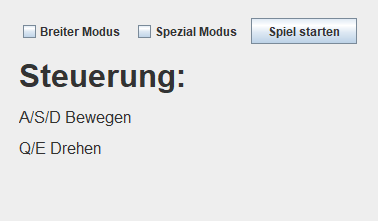 Breiter Modus Spezial Modus Spiel starten
Steuerung:
A/S/D Bewegen
Q/E Drehen